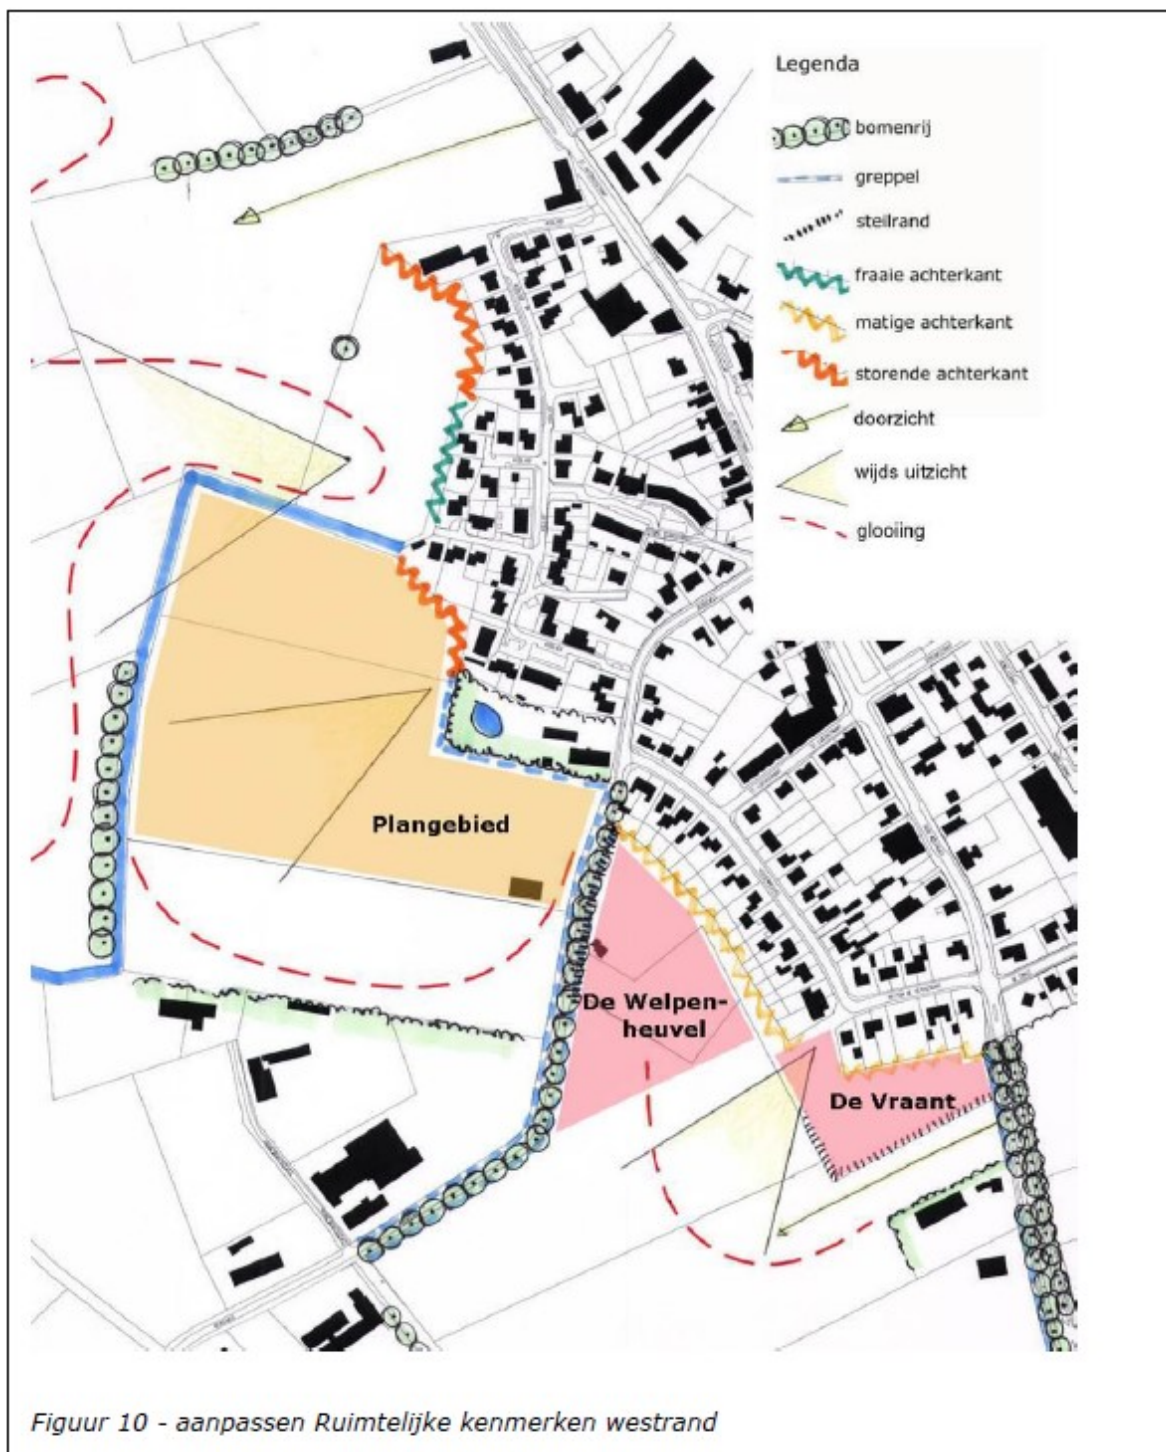 Legenda
bomenrij
greppel
steilrand
fraaie achterkant
matige achterkant
storende achterkant
doorzicht
wijds uitzicht
glooiing
Plangebied
De Welpen-
heuvel
De Vraant
Figuur 10 - aanpassen Ruimtelijke kenmerken westrand